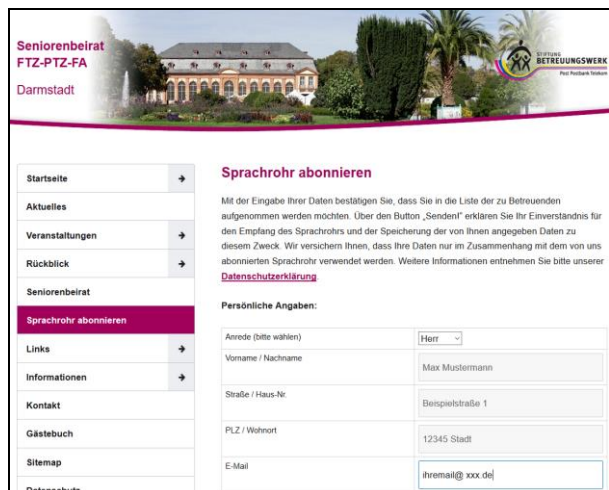 Seniorenbeirat
FTZ-PTZ-FA
Darmstadt
STIFTUNG
BETREUUNGSWERK
Post Postbank Telekom
Startseite
Aktuelles
Veranstaltungen
Rückblick
Seniorenbeirat
Sprachrohr abonnieren
Links
Informationen
Kontakt
Gästebuch
Sitemap
Datenschutz
Sprachrohr abonnieren
Mit der Eingabe Ihrer Daten bestätigen Sie, dass Sie in die Liste der zu Betreuenden
aufgenommen werden möchten. Über den Button „Senden!“ erklären Sie Ihr Einverständnis für
den Empfang des Sprachrohrs und der Speicherung der von Ihnen angegeben Daten zu
diesem Zweck. Wir versichern Ihnen, dass Ihre Daten nur im Zusammenhang mit dem von uns
abonnierten Sprachrohr verwendet werden. Weitere Informationen entnehmen Sie bitte unserer
Datenschutzerklärung.
Persönliche Angaben:
Anrede (bitte wählen) Herr
Vorname / Nachname Max Mustermann
Straße / Haus-Nr. Beispielstraße 1
PLZ / Wohnort 12345 Stadt
E-Mail ihremail@ xxx.de